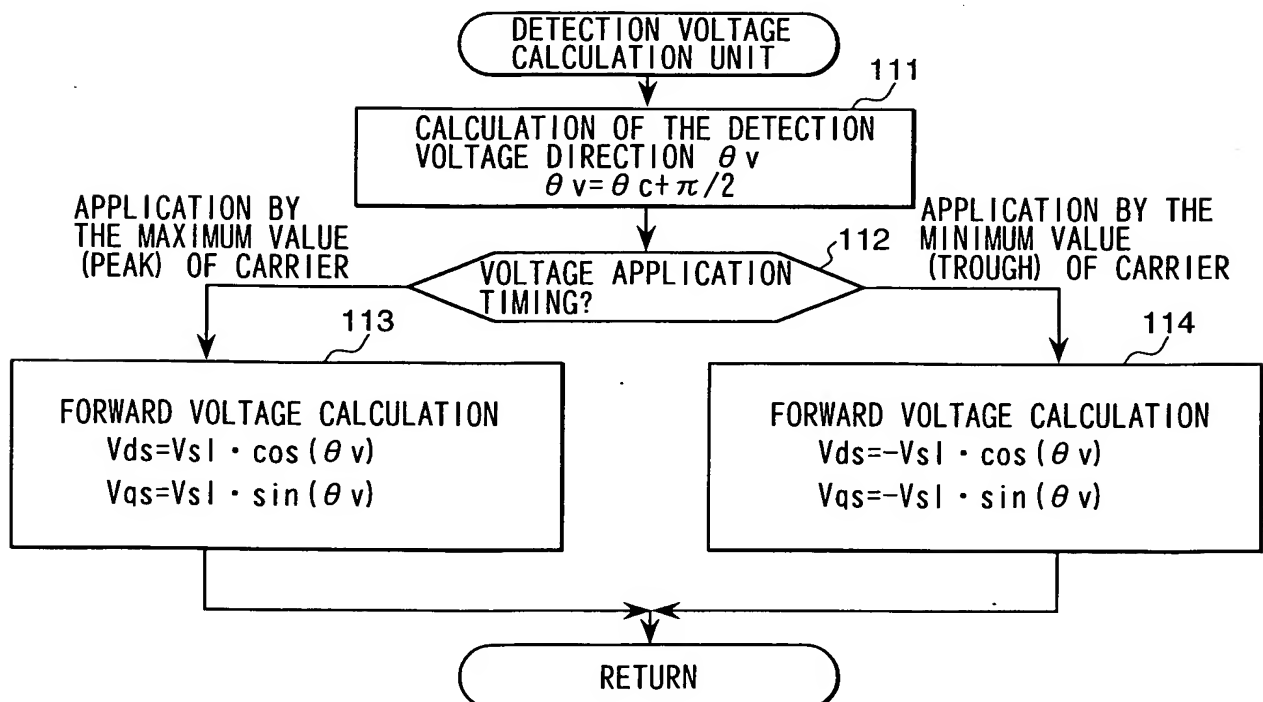 DETECTION VOLTAGE
CALCULATION UNIT
111
CALCULATION OF THE DETECTION
VOLTAGE DIRECTION θv
θv=θc+π/2
APPLICATION BY
THE MAXIMUM VALUE
(PEAK) OF CARRIER
112
VOLTAGE APPLICATION
TIMING?
APPLICATION BY THE
MINIMUM VALUE
(TROUGH) OF CARRIER
113
FORWARD VOLTAGE CALCULATION
Vds=Vsl・cos(θv)
Vqs=Vsl・sin(θv)
114
FORWARD VOLTAGE CALCULATION
Vds=-Vsl・cos(θv)
Vqs=-Vsl・sin(θv)
RETURN